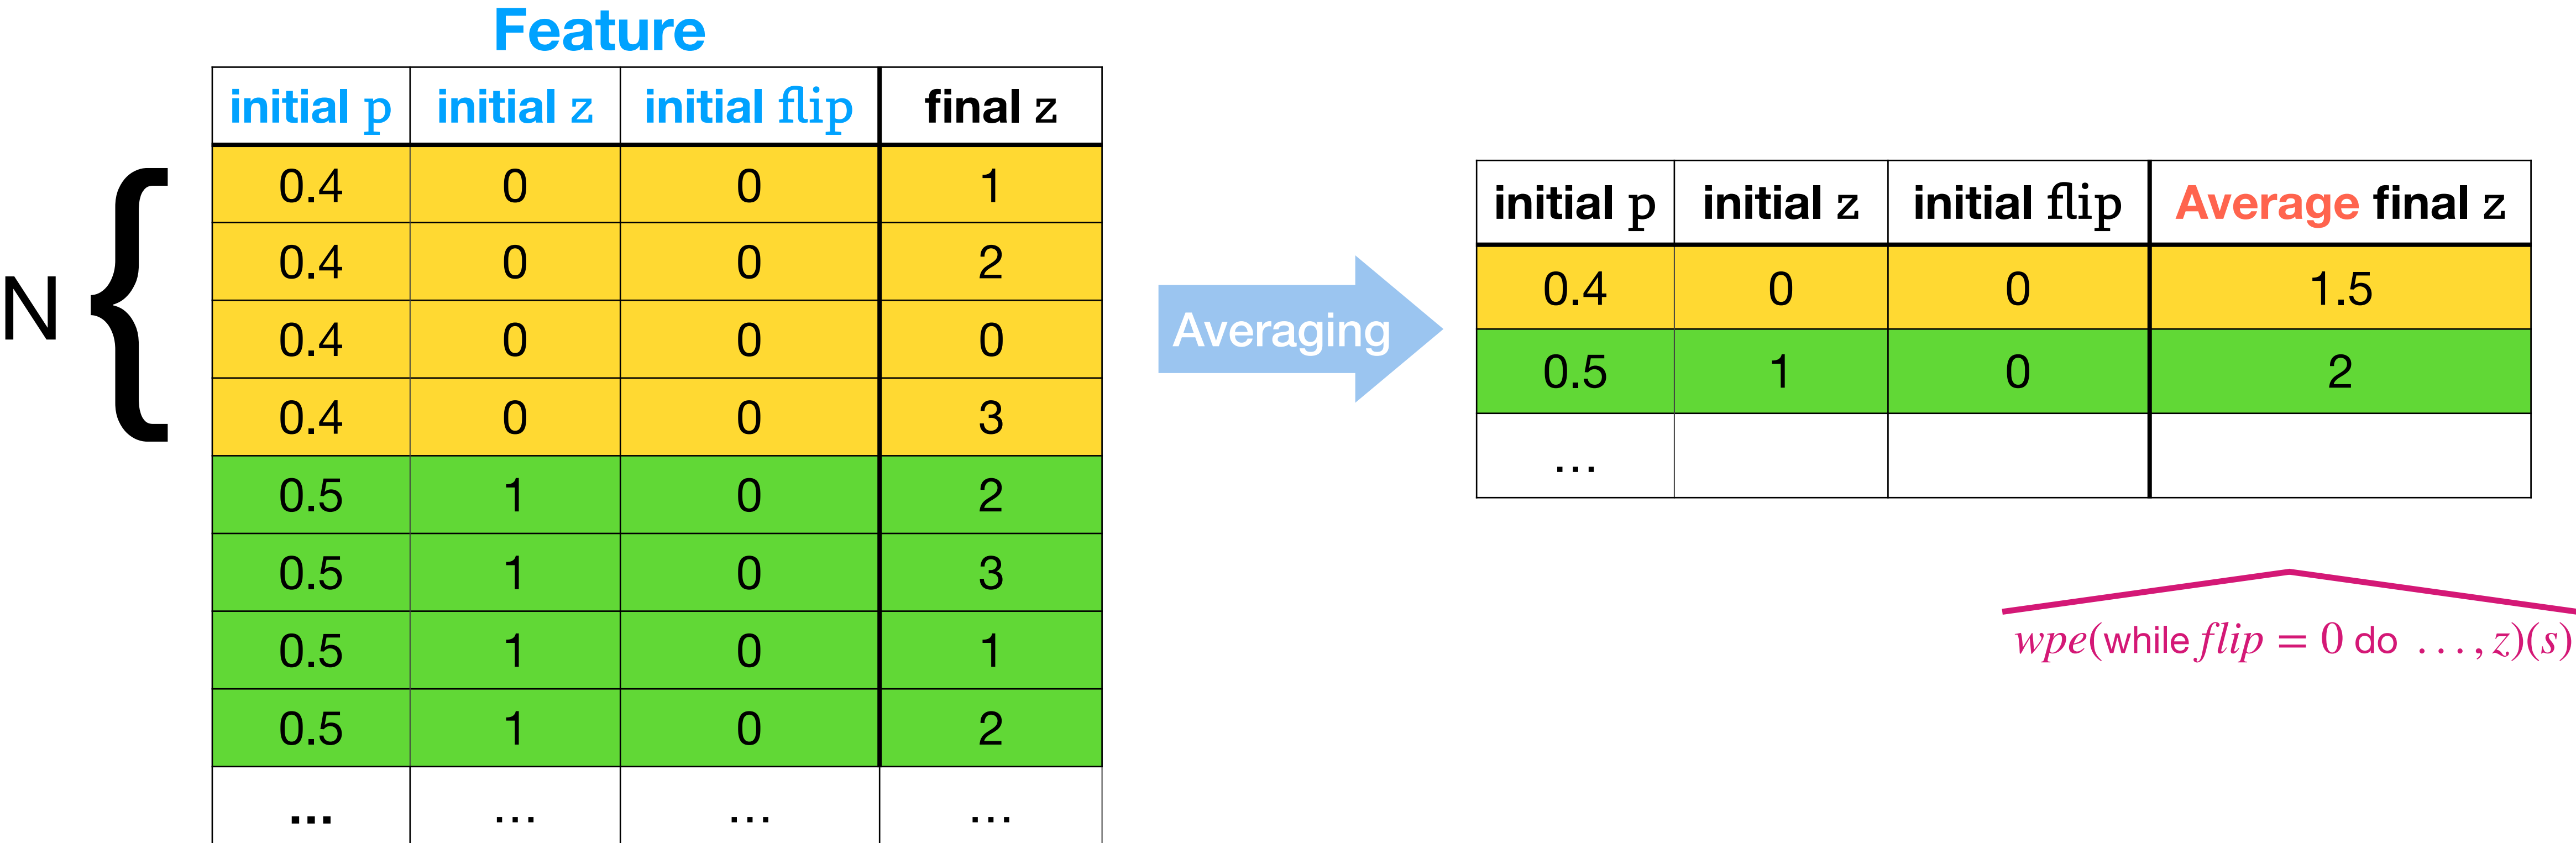 Feature
initial p initial z initial flip final z
0.4 0 0 1
0.4 0 0 2
0.4 0 0 0
0.4 0 0 3
0.5 1 0 2
0.5 1 0 3
0.5 1 0 1
0.5 1 0 2
... ... ... ...
N {
Averaging
initial p initial z initial flip Average final z
0.4 0 0 1.5
0.5 1 0 2
...
wpe(while flip = 0 do ..., z)(s)